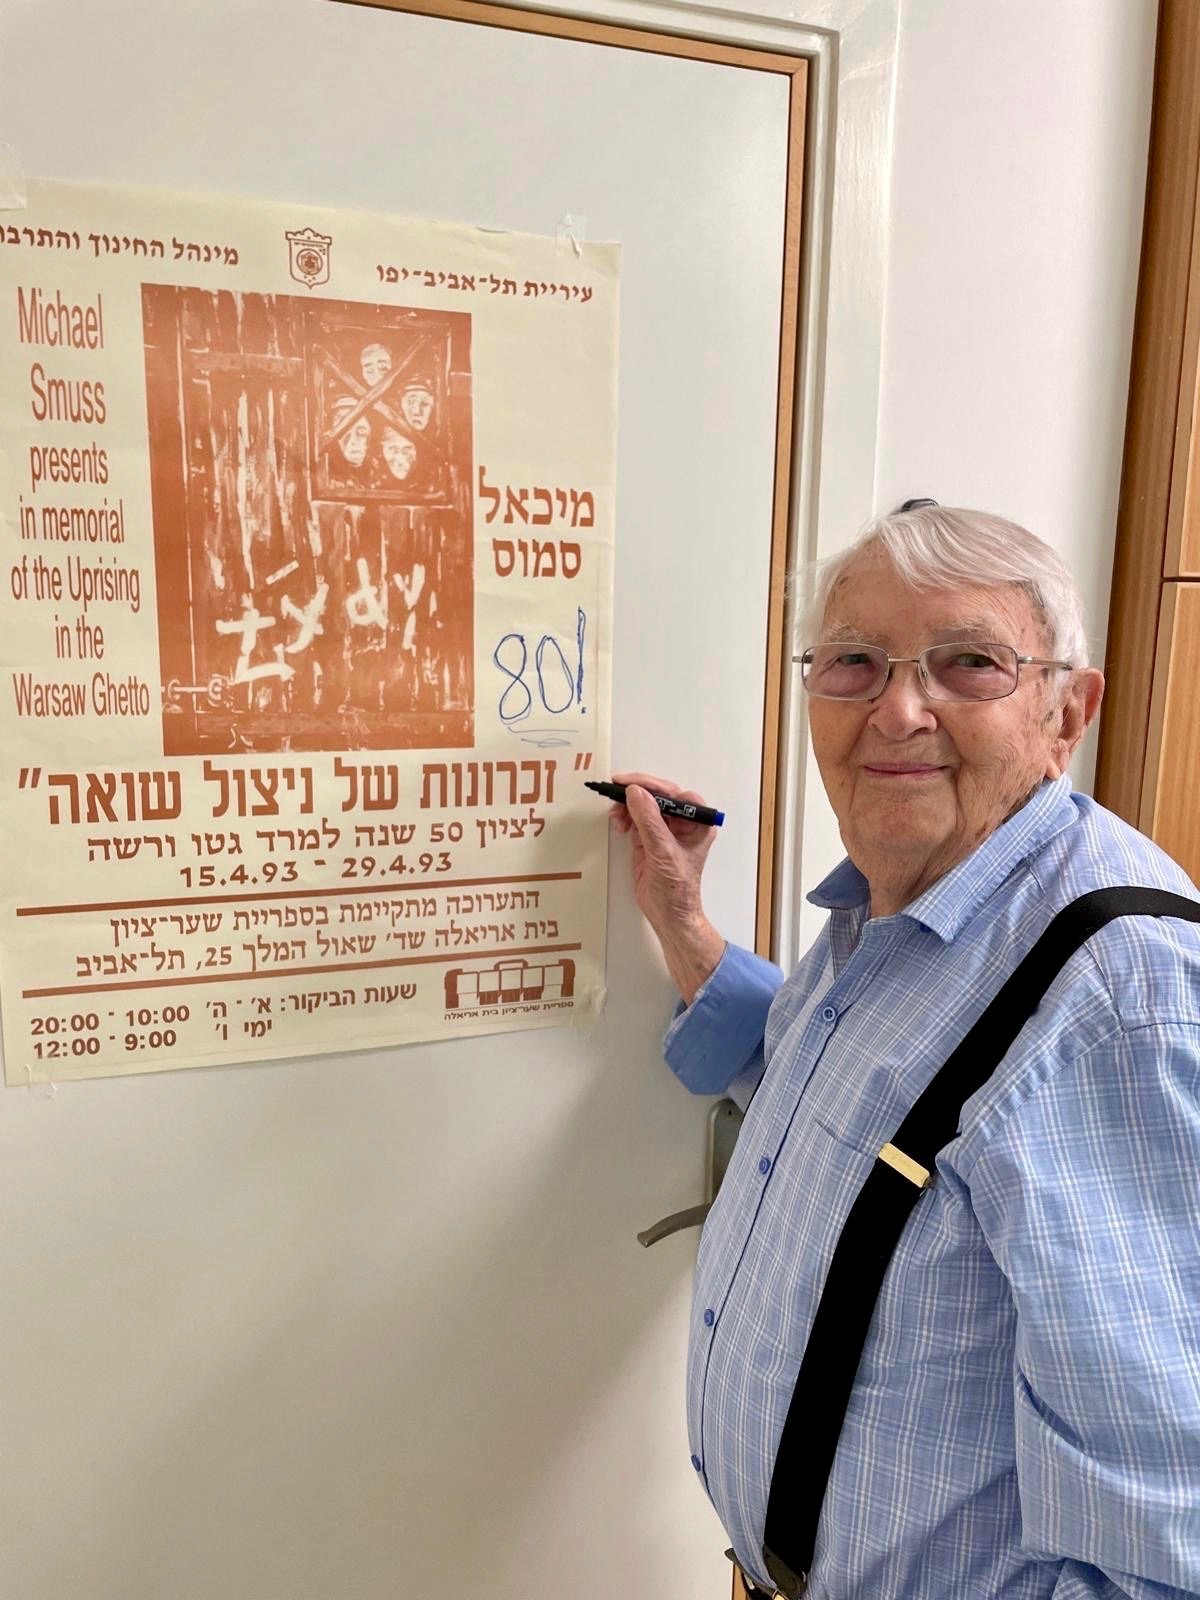 עיריית תל-אביב-יפו
מינהל החינוך והתרבו
Michael
Smuss
presents
in memorial
of the Uprising
in the
Warsaw Ghetto
żydy
מיכאל
סמוס
80!
"זכרונות של ניצול שואה"
לציון 50 שנה למרד גטו ורשה
15.4.93 - 29.4.93
התערוכה מתקיימת בספריית שער-ציון
בית אריאלה שד' שאול המלך 25, תל-אביב
שעות הביקור: א' - ה' 10:00 - 20:00
ימי ו' 9:00 - 12:00
ספריית שער-ציון בית אריאלה